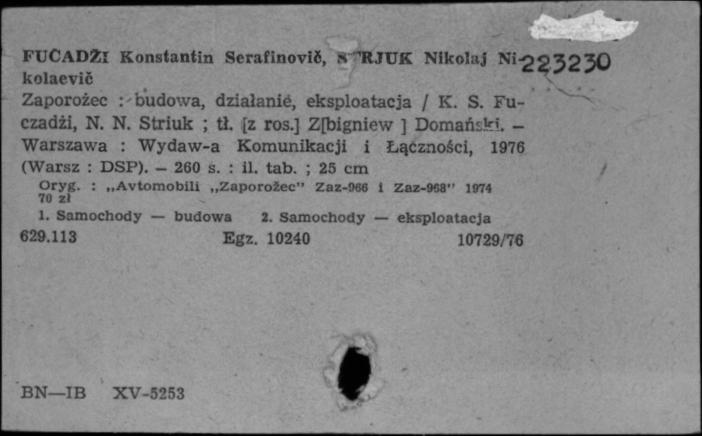 FUČADŽI Konstantin Serafinovič, S RJUK Nikolaj Ni-
223230
kolaevič
Zaporożec : budowa, działanie, eksploatacja / K. S. Fu-
czadżi, N. N. Striuk ; tł. [z ros.] Z[bigniew ] Domański. —
Warszawa : Wydaw-a Komunikacji i Łączności, 1976
(Warsz : DSP). — 260 s. : il. tab. ; 25 cm
Oryg. : „Avtomobili „Zaporožec" Zaz-966 i Zaz-968" 1974
70 zł
1. Samochody — budowa 2. Samochody — eksploatacja
629.113 Egz. 10240 10729/76
BN—IB XV-5253